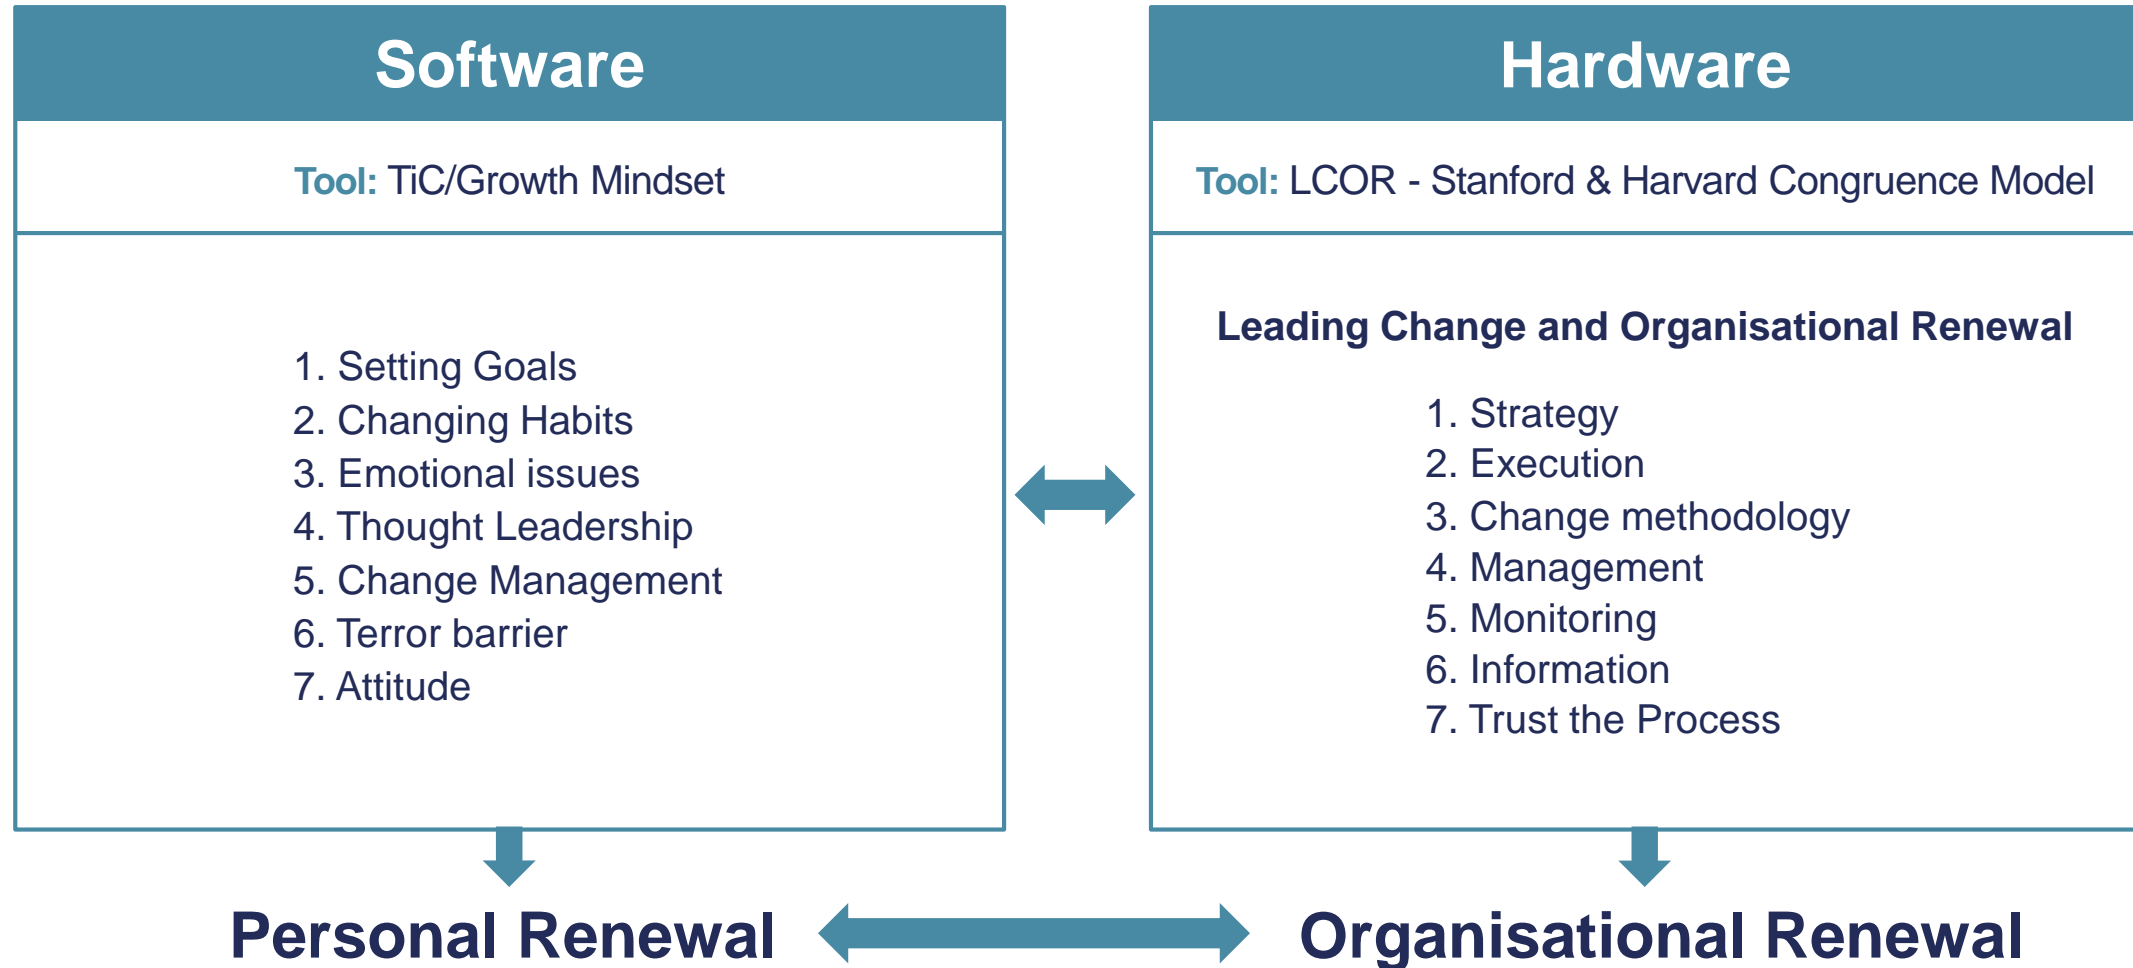 Software
Tool: TiC/Growth Mindset
1. Setting Goals
2. Changing Habits
3. Emotional issues
4. Thought Leadership
5. Change Management
6. Terror barrier
7. Attitude
Personal Renewal
Hardware
Tool: LCOR - Stanford & Harvard Congruence Model
Leading Change and Organisational Renewal
1. Strategy
2. Execution
3. Change methodology
4. Management
5. Monitoring
6. Information
7. Trust the Process
Organisational Renewal